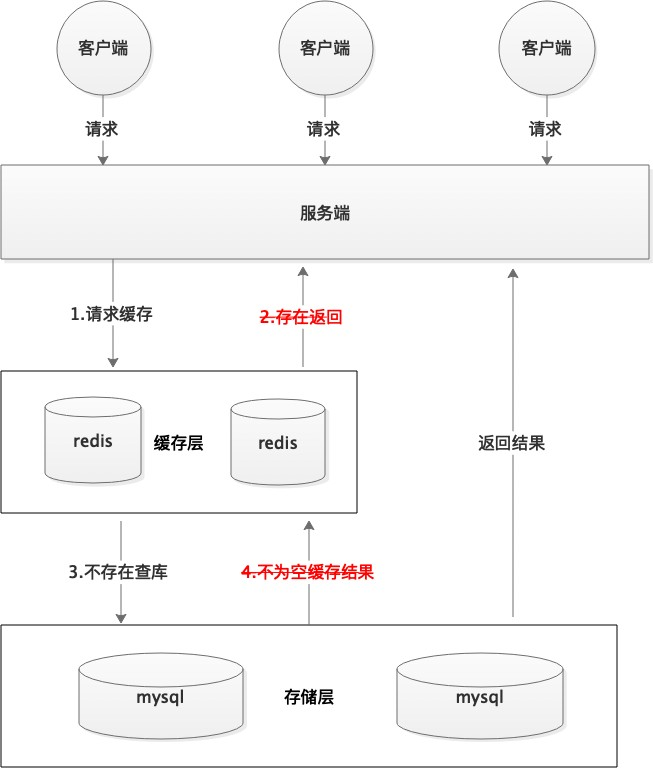 客户端
客户端
客户端
请求
请求
请求
服务端
1.请求缓存
2.存在返回
redis
缓存层
redis
返回结果
3.不存在查库
4.不为空缓存结果
mysql
存储层
mysql